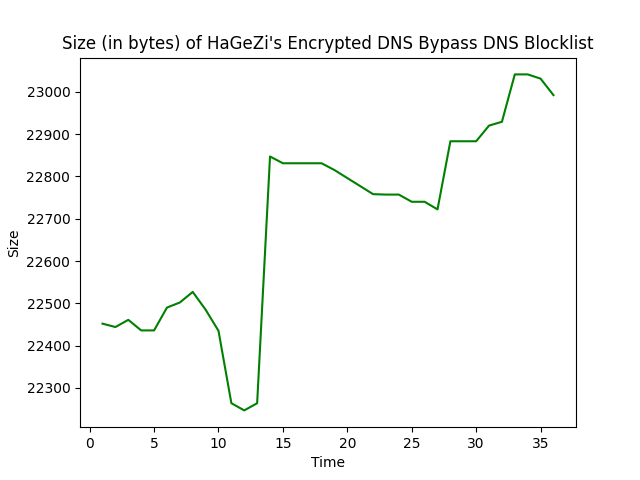 Size (in bytes) of HaGeZi's Encrypted DNS Bypass DNS Blocklist
23000
22900
22800
22700
22600
22500
22400
22300
Size
0 5 10 15 20 25 30 35
Time